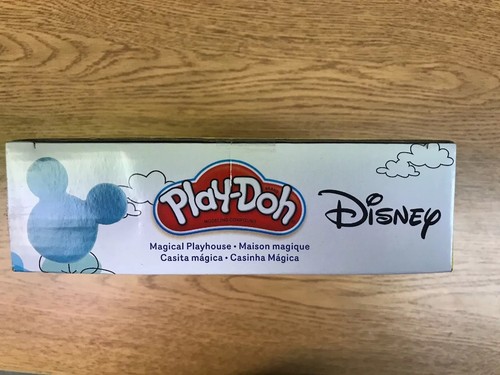 Play-Doh
Disney
Magical Playhouse • Maison magique
Casita mágica • Casinha Mágica